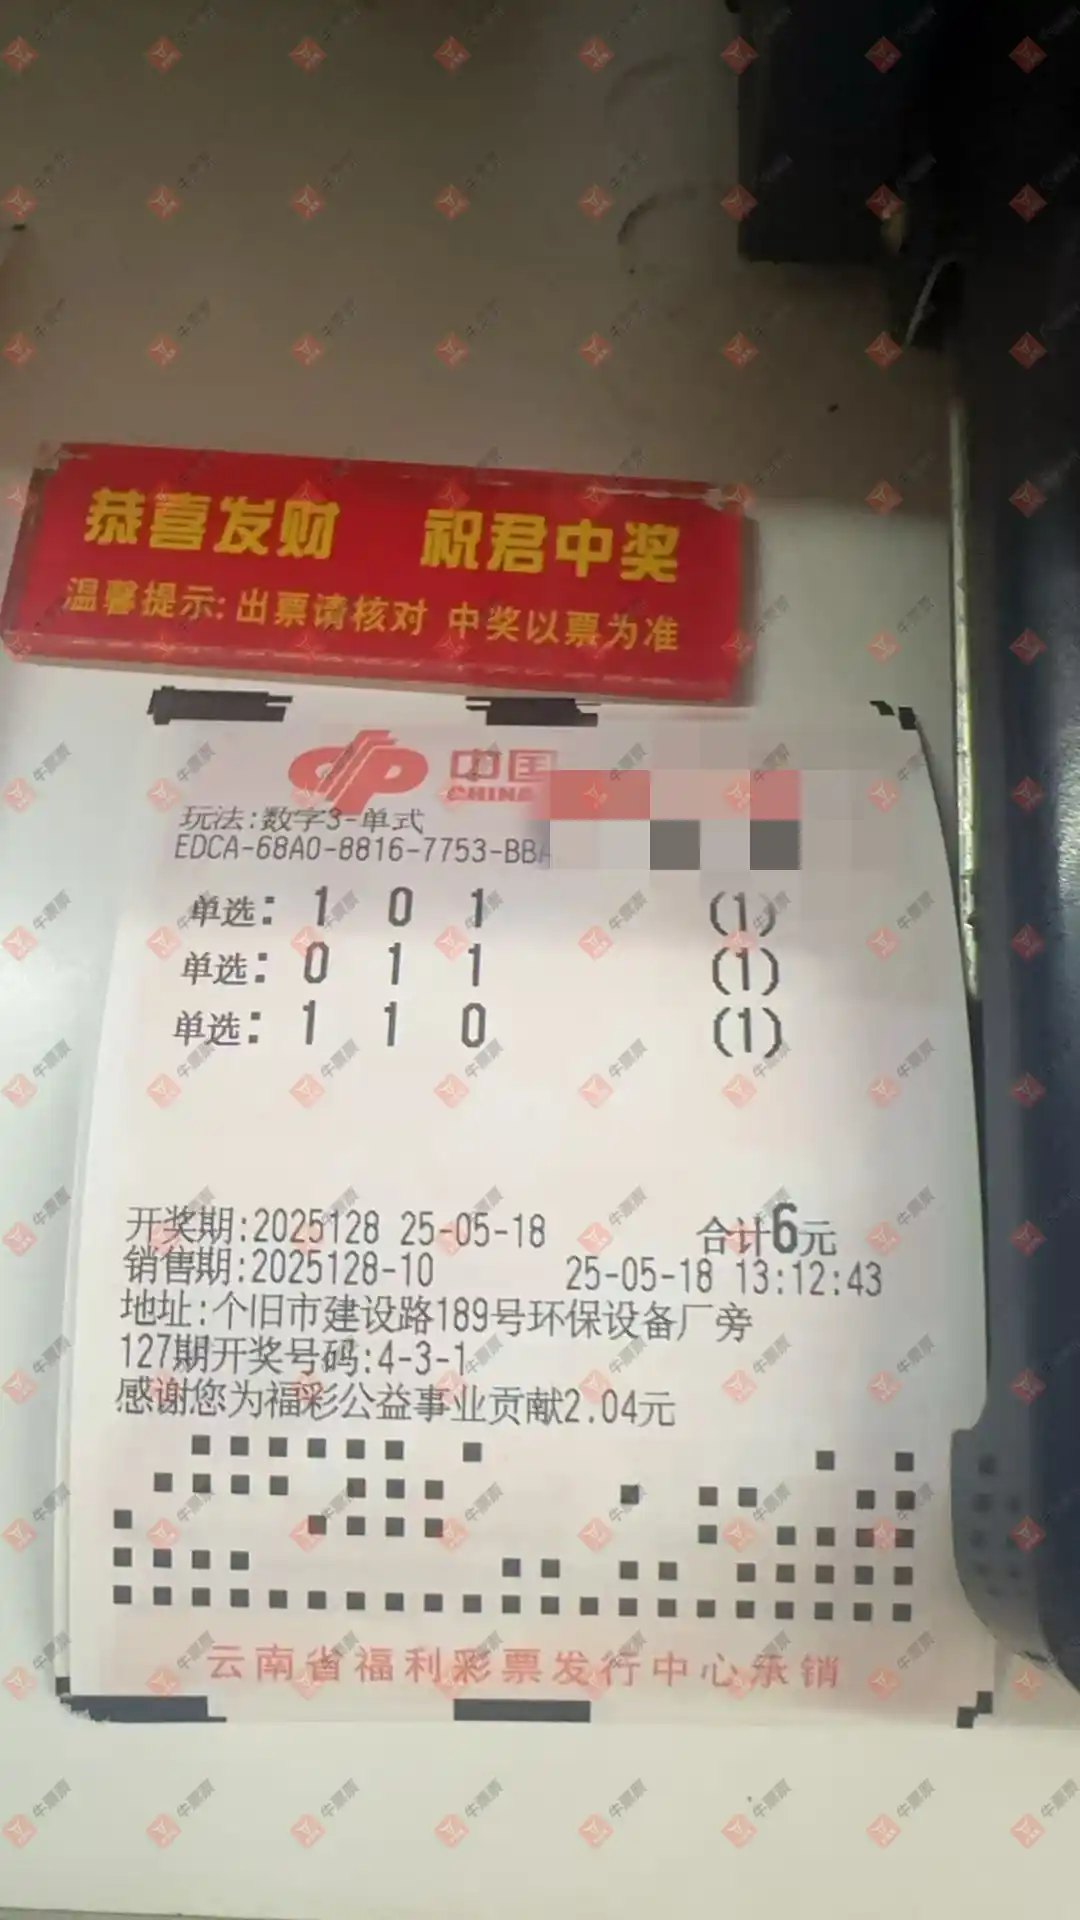 恭喜发财 祝君中奖
温馨提示:出票请核对 中奖以票为准
中国
CHINA
玩法:数字3-单式
EDCA-68A0-8816-7753-BB
单选: 1 0 1 (1)
单选: 0 1 1 (1)
单选: 1 1 0 (1)
开奖期:2025128 25-05-18 合计6元
销售期:2025128-10 25-05-18 13:12:43
地址:个旧市建设路189号环保设备厂旁
127期开奖号码:4-3-1
感谢您为福彩公益事业贡献2.04元
云南省福利彩票发行中心承销
牛票票